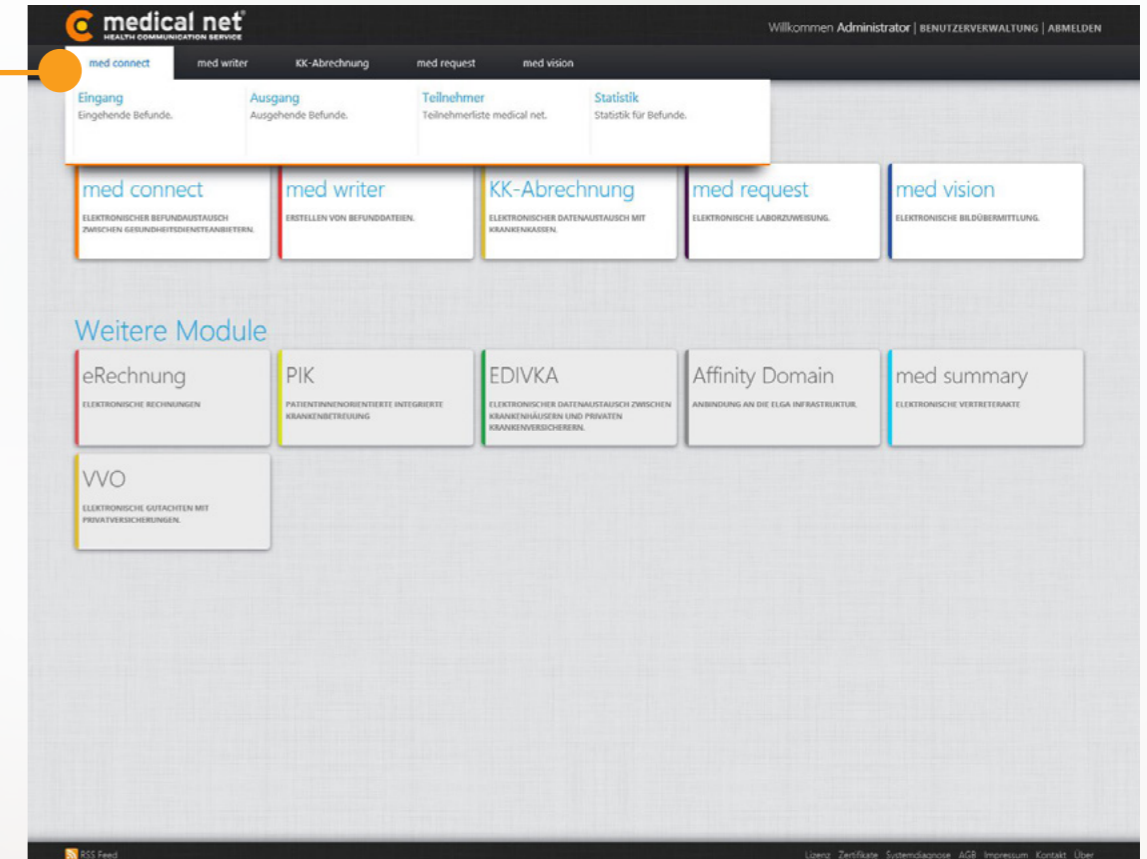 medical net®
HEALTH COMMUNICATION SERVICE
Willkommen Administrator | BENUTZERVERWALTUNG | ABMELDEN
med connect
med writer
KK-Abrechnung
med request
med vision
Eingang
Eingehende Befunde.
Ausgang
Ausgehende Befunde.
Teilnehmer
Teilnehmerliste medical net.
Statistik
Statistik für Befunde.
med connect
ELEKTRONISCHER BEFUNDAUSTAUSCH
ZWISCHEN GESUNDHEITSDIENSTEANBIETERN.
med writer
ERSTELLEN VON BEFUNDDATEIEN.
KK-Abrechnung
ELEKTRONISCHER DATENAUSTAUSCH MIT
KRANKENKASSEN.
med request
ELEKTRONISCHE LABORZUWEISUNG.
med vision
ELEKTRONISCHE BILDÜBERMITTLUNG.
Weitere Module
eRechnung
ELEKTRONISCHE RECHNUNGEN
PIK
PATIENTINNENORIENTIERTE INTEGRIERTE
KRANKENBETREUUNG
EDIVKA
ELEKTRONISCHER DATENAUSTAUSCH ZWISCHEN
KRANKENHÄUSERN UND PRIVATEN
KRANKENVERSICHERERN.
Affinity Domain
ANBINDUNG AN DIE ELGA INFRASTRUKTUR.
med summary
ELEKTRONISCHE VERTRETERAKTE
VVO
ELEKTRONISCHE GUTACHTEN MIT
PRIVATVERSICHERUNGEN.
RSS Feed
Lizenz Zertifikate Systemdiagnose AGB Impressum Kontakt Über